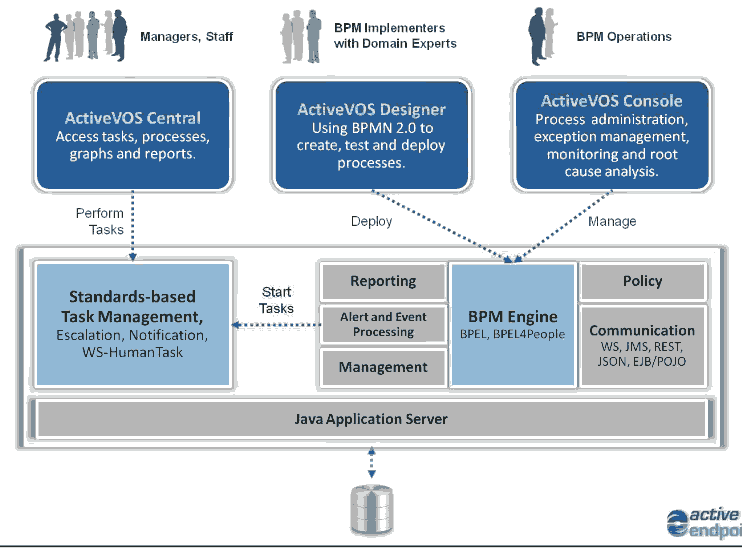 Managers, Staff
BPM Implementers
with Domain Experts
BPM Operations
ActiveVOS Central
Access tasks, processes,
graphs and reports.
ActiveVOS Designer
Using BPMN 2.0 to
create, test and deploy
processes.
ActiveVOS Console
Process administration,
exception management,
monitoring and root
cause analysis.
Perform
Tasks
Deploy
Manage
Standards-based
Task Management,
Escalation, Notification,
WS-HumanTask
Start
Tasks
Reporting
Alert and Event
Processing
Management
BPM Engine
BPEL, BPEL4People
Policy
Communication
WS, JMS, REST,
JSON, EJB/POJO
Java Application Server
active
endpoi